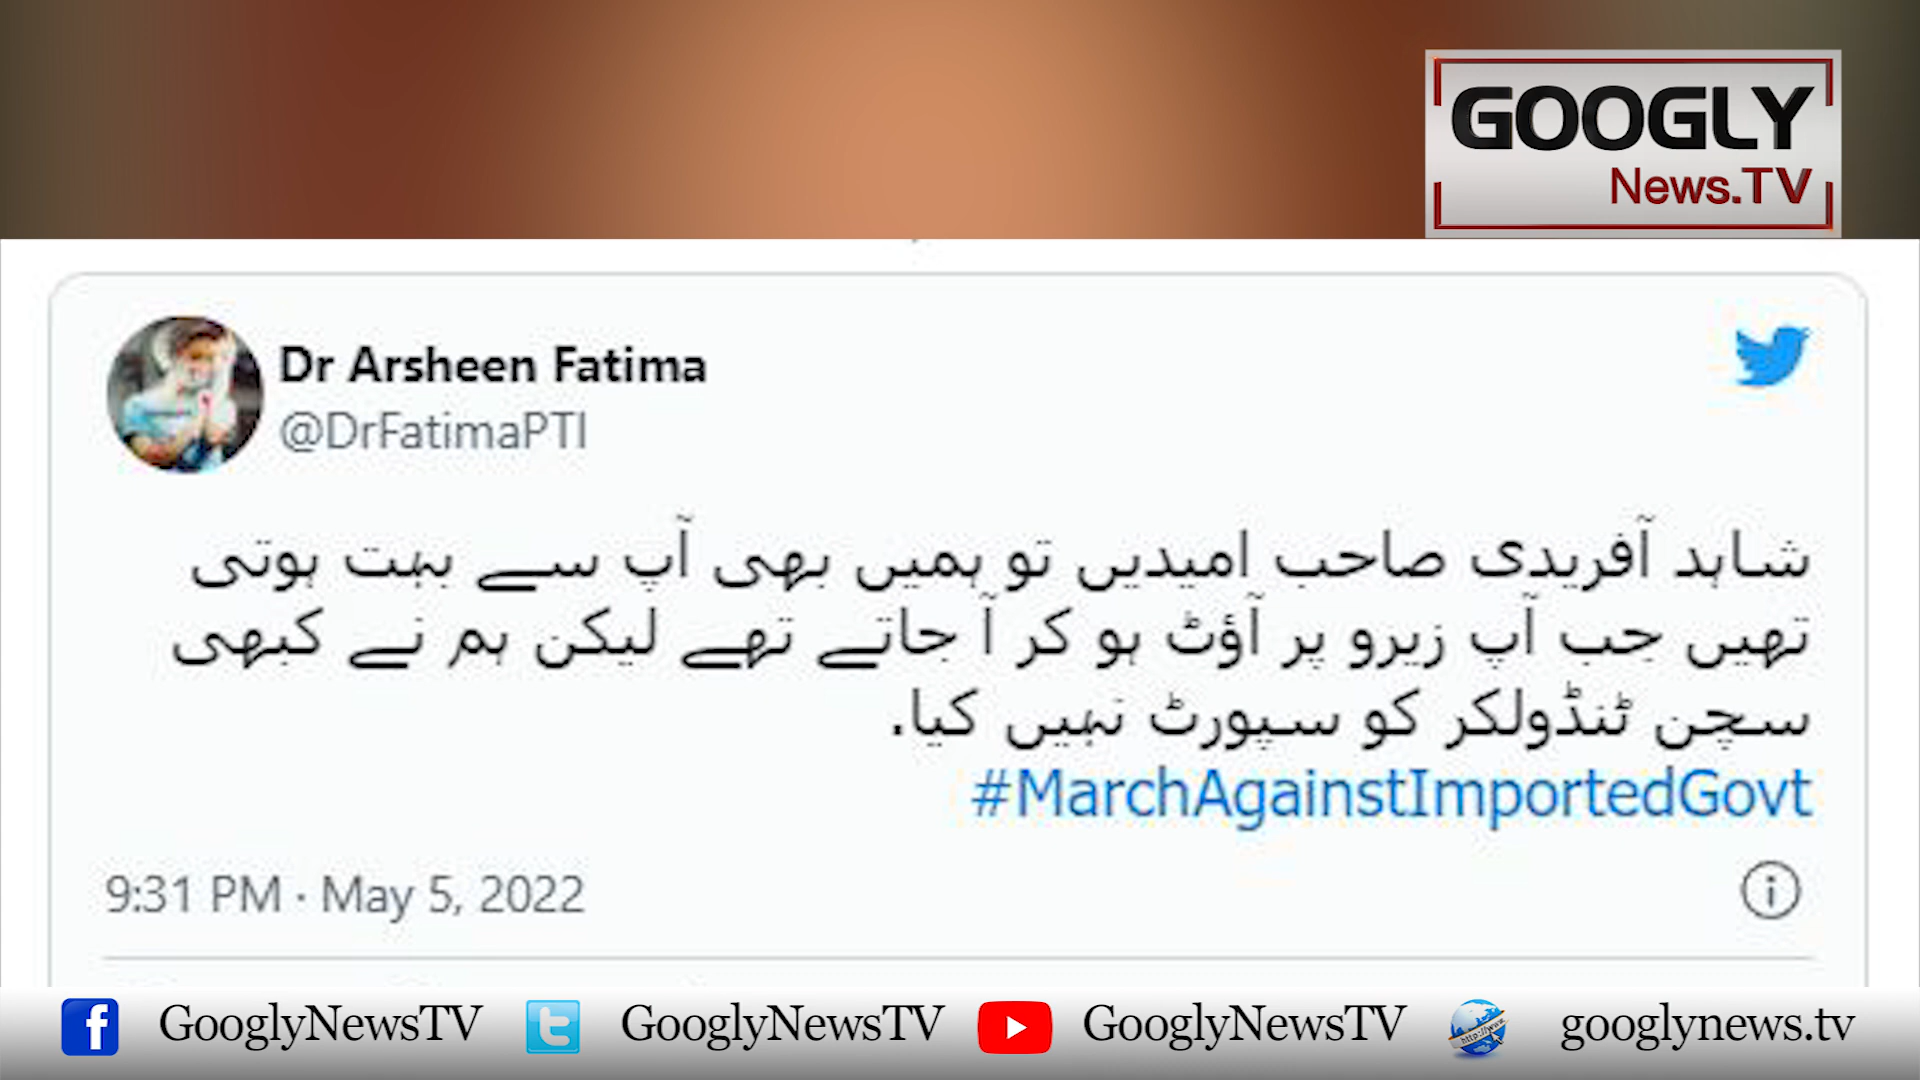 GOOGLY
News.TV
Dr Arsheen Fatima
@DrFatimaPTI
شاہد آفریدی صاحب امیدیں تو ہمیں بھی آپ سے بہت ہوتی
تھیں جب آپ زیرو پر آؤٹ ہو کر آ جاتے تھے لیکن ہم نے کبھی
سچن ٹنڈولکر کو سپورٹ نہیں کیا.
#MarchAgainstImportedGovt
9:31 PM · May 5, 2022
GooglyNewsTV GooglyNewsTV GooglyNewsTV googlynews.tv